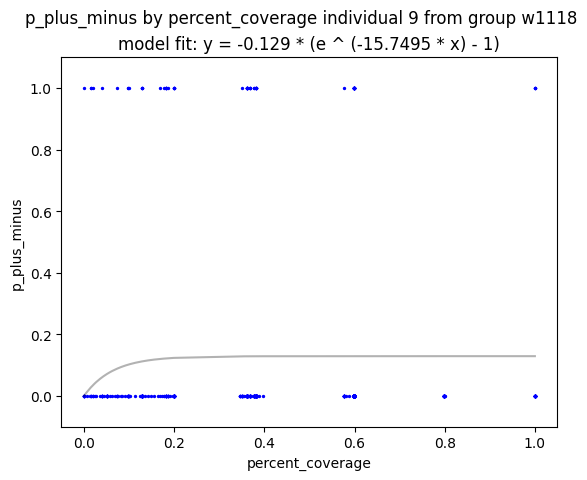 p_plus_minus by percent_coverage individual 9 from group w1118
model fit: y = -0.129 * (e ^ (-15.7495 * x) - 1)
1.0
0.8
0.6
0.4
0.2
0.0
p_plus_minus
0.0 0.2 0.4 0.6 0.8 1.0
percent_coverage